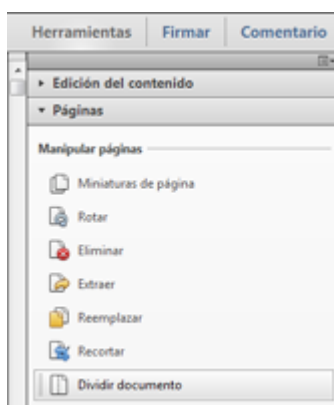 Herramientas Firmar Comentario
Edición del contenido
Páginas
Manipular páginas
Miniaturas de página
Rotar
Eliminar
Extraer
Reemplazar
Recortar
Dividir documento